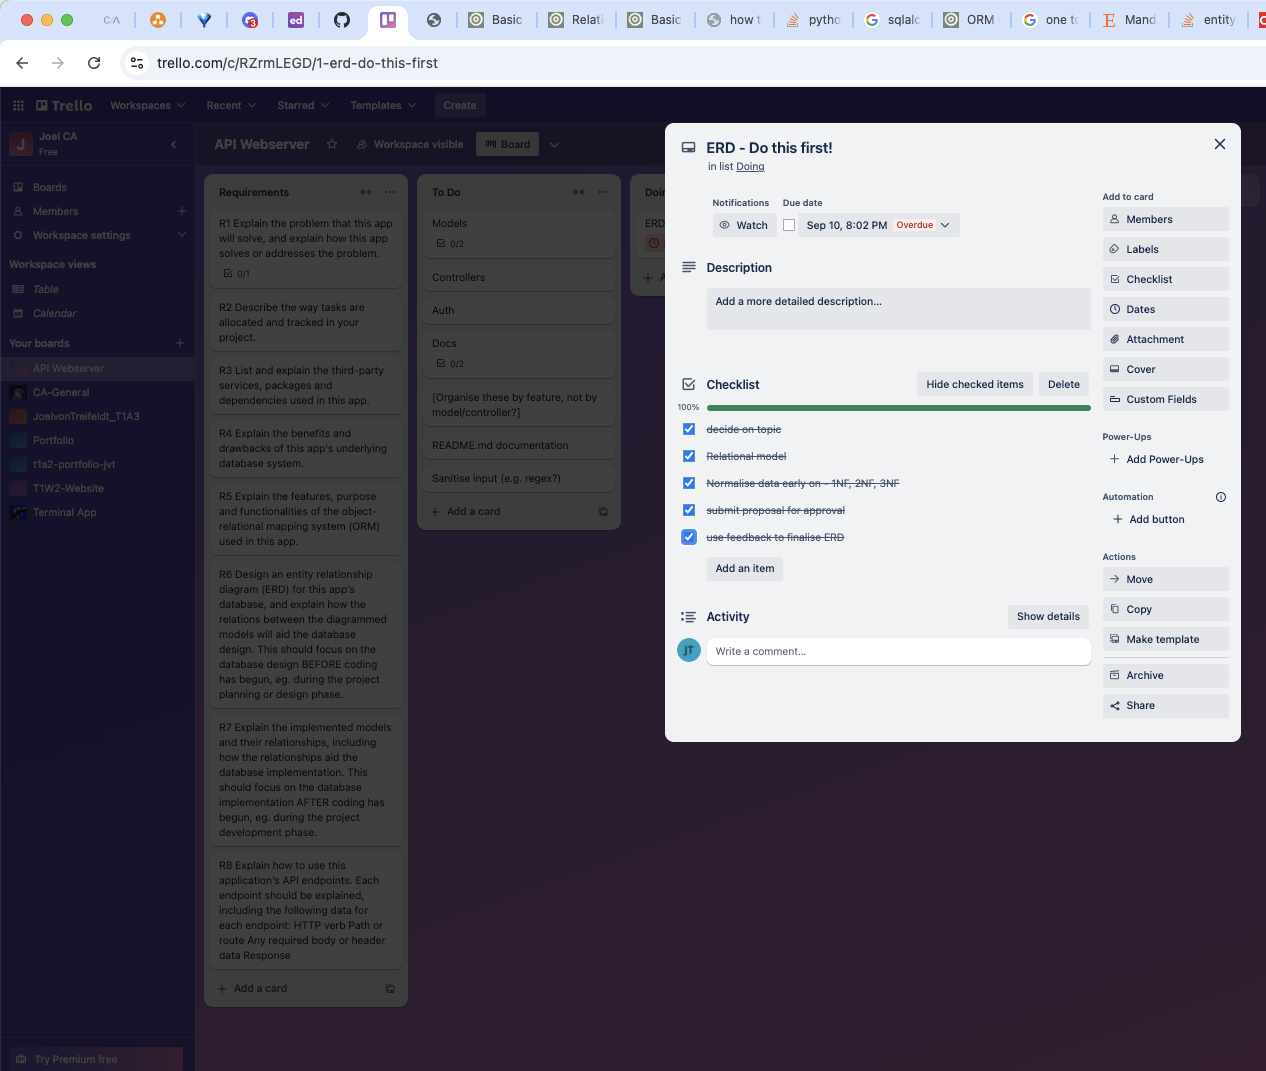 CA
ed
Basic
Relati
Basic
how t
pytho
sqlalc
ORM
one to
Mand
entity
trello.com/c/RZrmLEGD/1-erd-do-this-first
Trello
Workspaces
Recent
Starred
Templates
Create
J
Joel CA
Free
Boards
Members
Workspace settings
Workspace views
Table
Calendar
Your boards
API Webserver
CA-General
JoelvonTreifeldt_T1A3
Portfolio
t1a2-portfolio-jvt
T1W2-Website
Terminal App
Try Premium free
API Webserver
Workspace visible
Board
Requirements
R1 Explain the problem that this app
will solve, and explain how this app
solves or addresses the problem.
0/1
R2 Describe the way tasks are
allocated and tracked in your
project.
R3 List and explain the third-party
services, packages and
dependencies used in this app.
R4 Explain the benefits and
drawbacks of this app's underlying
database system.
R5 Explain the features, purpose
and functionalities of the object-
relational mapping system (ORM)
used in this app.
R6 Design an entity relationship
diagram (ERD) for this app's
database, and explain how the
relations between the diagrammed
models will aid the database
design. This should focus on the
database design BEFORE coding
has begun, eg. during the project
planning or design phase.
R7 Explain the implemented models
and their relationships, including
how the relationships aid the
database implementation. This
should focus on the database
implementation AFTER coding has
begun, eg. during the project
development phase.
R8 Explain how to use this
application's API endpoints. Each
endpoint should be explained,
including the following data for
each endpoint: HTTP verb Path or
route Any required body or header
data Response
Add a card
To Do
Models
0/2
Controllers
Auth
Docs
0/2
[Organise these by feature, not by
model/controller?]
README.md documentation
Sanitise input (e.g. regex?)
Add a card
Doin
ERD
ERD - Do this first!
in list Doing
Notifications
Due date
Watch
Sep 10, 8:02 PM
Overdue
Description
Add a more detailed description...
Checklist
Hide checked items
Delete
100%
decide on topic
Relational model
Normalise data early on - 1NF, 2NF, 3NF
submit proposal for approval
use feedback to finalise ERD
Add an item
Activity
Show details
JT
Write a comment...
Add to card
Members
Labels
Checklist
Dates
Attachment
Cover
Custom Fields
Power-Ups
Add Power-Ups
Automation
Add button
Actions
Move
Copy
Make template
Archive
Share